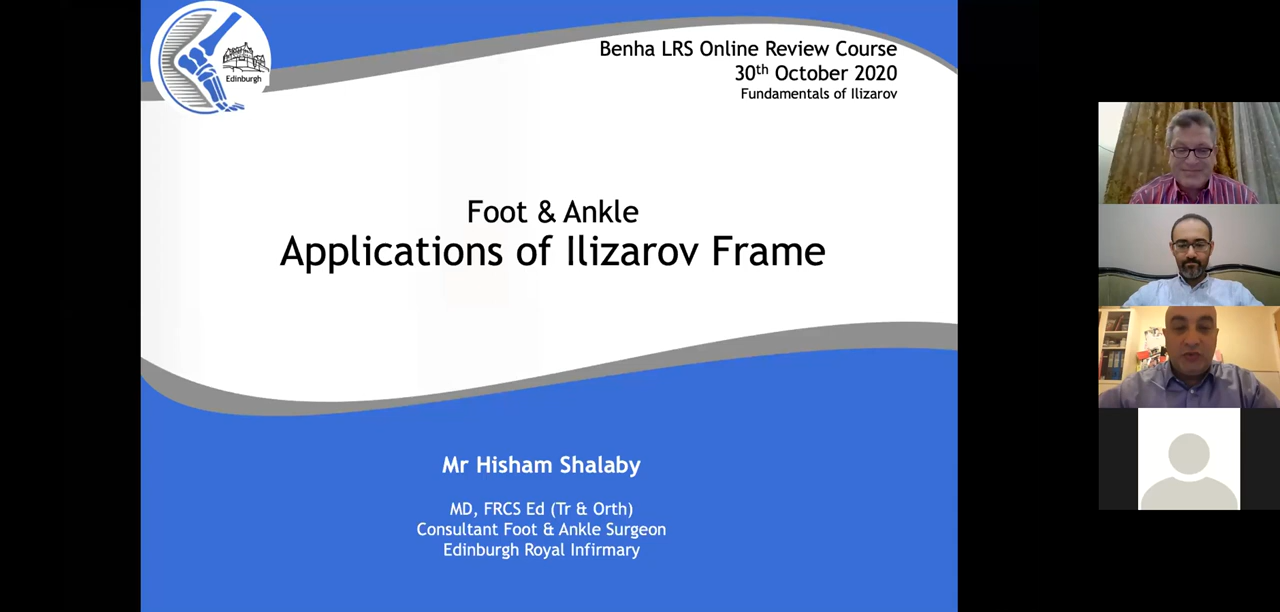 Edinburgh
Benha LRS Online Review Course
30th October 2020
Fundamentals of Ilizarov
Foot & Ankle
Applications of Ilizarov Frame
Mr Hisham Shalaby
MD, FRCS Ed (Tr & Orth)
Consultant Foot & Ankle Surgeon
Edinburgh Royal Infirmary